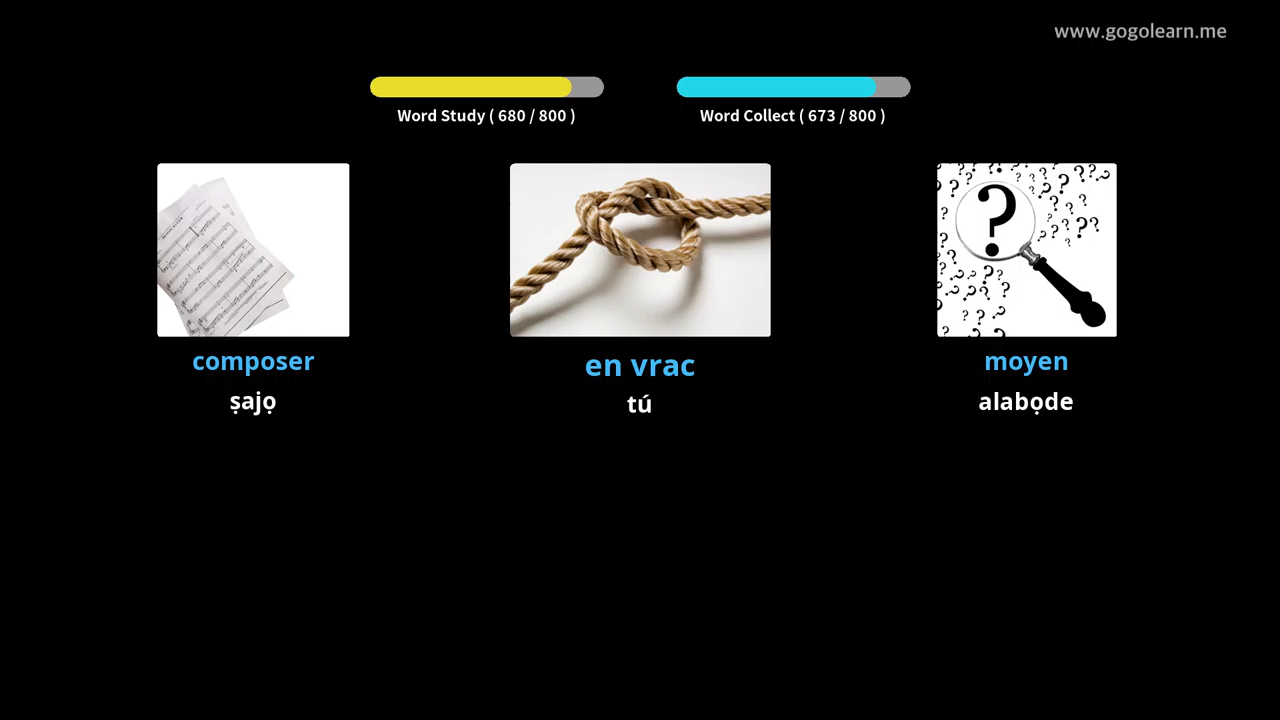 www.gogolearn.me
Word Study ( 680 / 800 )
Word Collect ( 673 / 800 )
composer
en vrac
moyen
ṣajọ
tú
alabọde